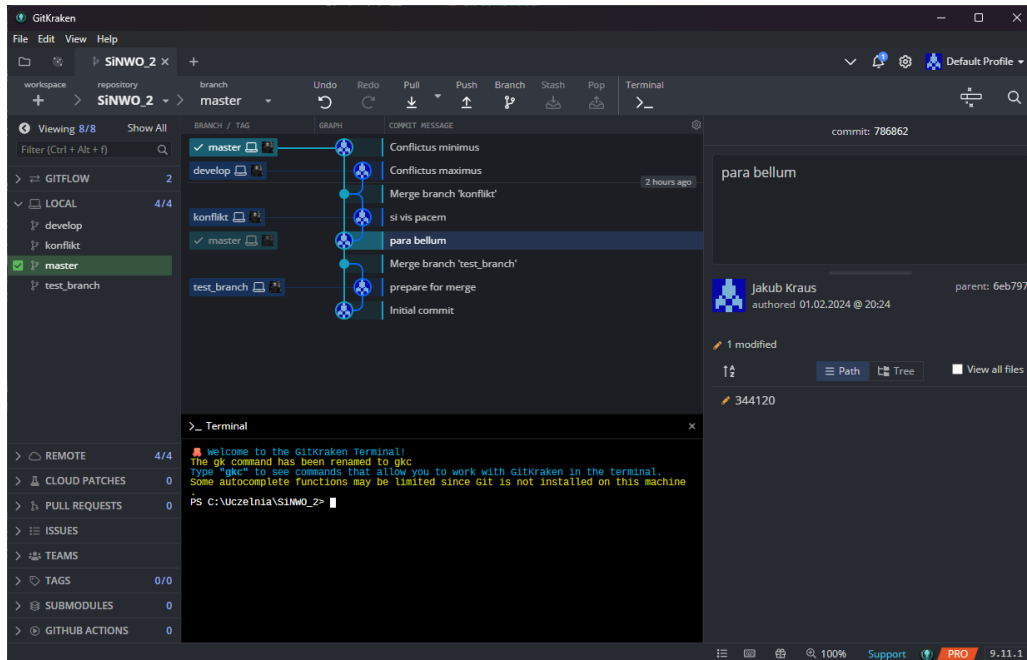 GitKraken
File Edit View Help
SiNWO_2 × +
Default Profile
workspace repository branch Undo Redo Pull Push Branch Stash Pop Terminal
SiNWO_2 master
Viewing 8/8 Show All
Filter (Ctrl + Alt + f)
GITFLOW 2
LOCAL 4/4
develop
konflikt
master
test_branch
REMOTE 4/4
CLOUD PATCHES 0
PULL REQUESTS 0
ISSUES
TEAMS
TAGS 0/0
SUBMODULES 0
GITHUB ACTIONS 0
BRANCH / TAG GRAPH COMMIT MESSAGE
master Conflictus minimus
develop Conflictus maximus
2 hours ago
Merge branch 'konflikt'
konflikt si vis pacem
master para bellum
Merge branch 'test_branch'
test_branch prepare for merge
Initial commit
>_ Terminal ×
Welcome to the GitKraken Terminal!
The gk command has been renamed to gkc
Type "gkc" to see commands that allow you to work with GitKraken in the terminal.
Some autocomplete functions may be limited since Git is not installed on this machine
.
PS C:\Uczelnia\SiNWO_2>
commit: 786862
para bellum
Jakub Kraus parent: 6eb797
authored 01.02.2024 @ 20:24
1 modified
Path Tree View all files
344120
100% Support PRO 9.11.1